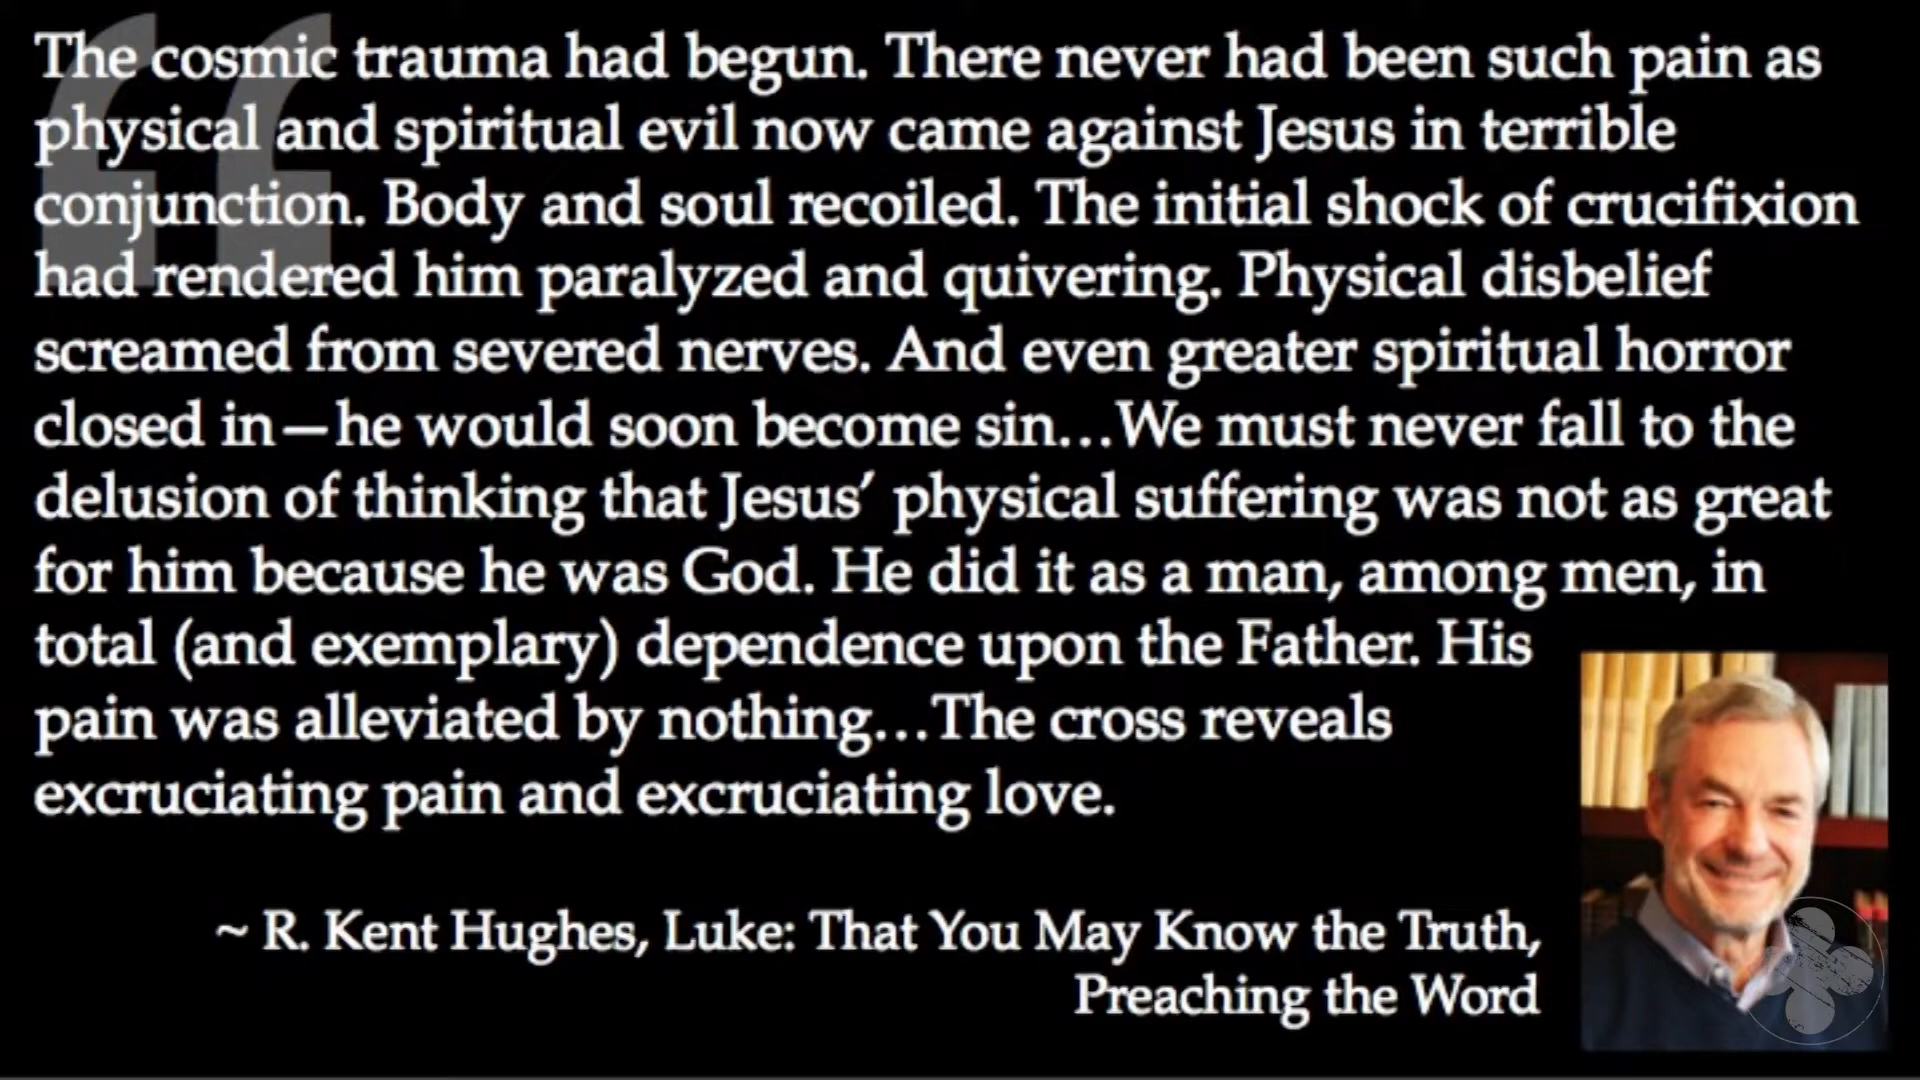 The cosmic trauma had begun. There never had been such pain as
physical and spiritual evil now came against Jesus in terrible
conjunction. Body and soul recoiled. The initial shock of crucifixion
had rendered him paralyzed and quivering. Physical disbelief
screamed from severed nerves. And even greater spiritual horror
closed in—he would soon become sin…We must never fall to the
delusion of thinking that Jesus’ physical suffering was not as great
for him because he was God. He did it as a man, among men, in
total (and exemplary) dependence upon the Father. His
pain was alleviated by nothing…The cross reveals
excruciating pain and excruciating love.
~ R. Kent Hughes, Luke: That You May Know the Truth,
Preaching the Word